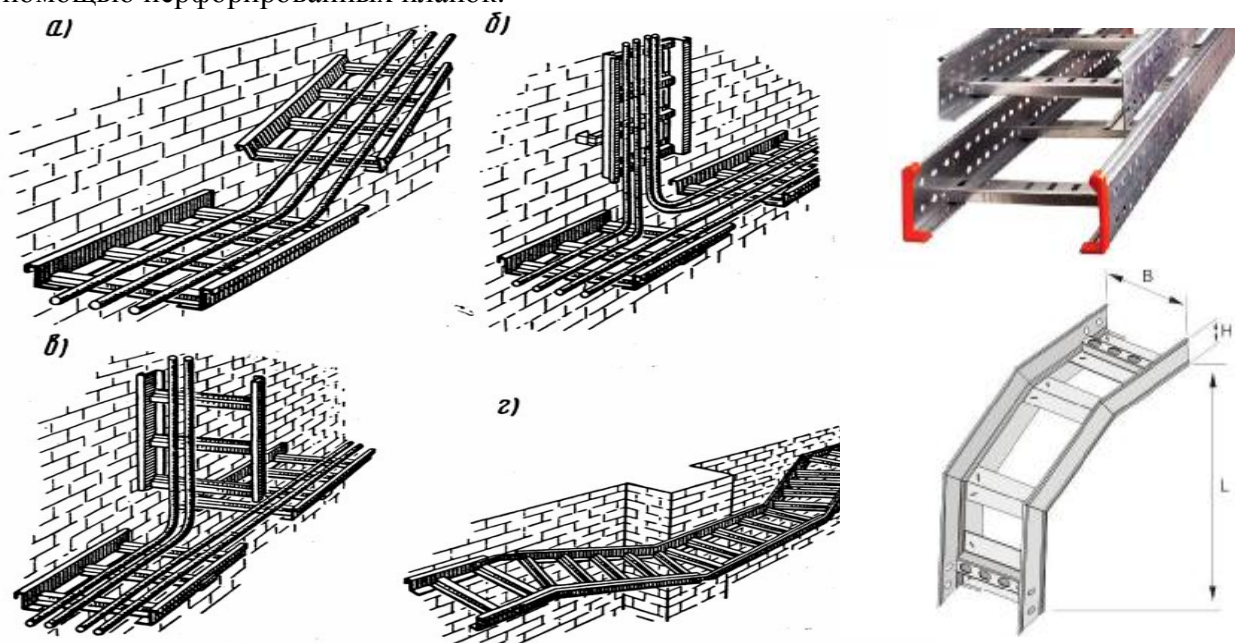 помощью перфорированных планок.
а)
б)
в)
г)
B
H
L